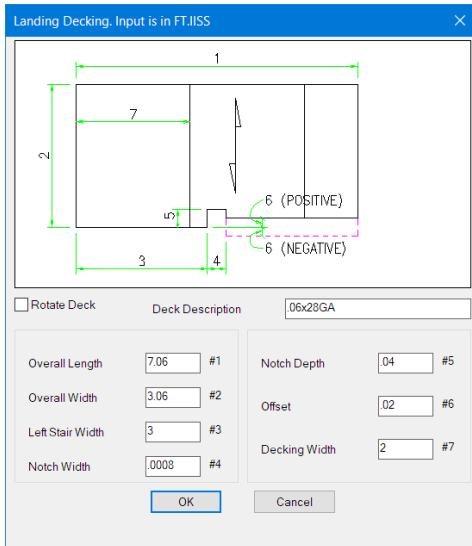 Landing Decking. Input is in FT.IISS
1
7
2
6 (POSITIVE)
5
6 (NEGATIVE)
3
4
Rotate Deck
Deck Description
.06x28GA
Overall Length
7.06
#1
Notch Depth
.04
#5
Overall Width
3.06
#2
Offset
.02
#6
Left Stair Width
3
#3
Decking Width
2
#7
Notch Width
.0008
#4
OK
Cancel